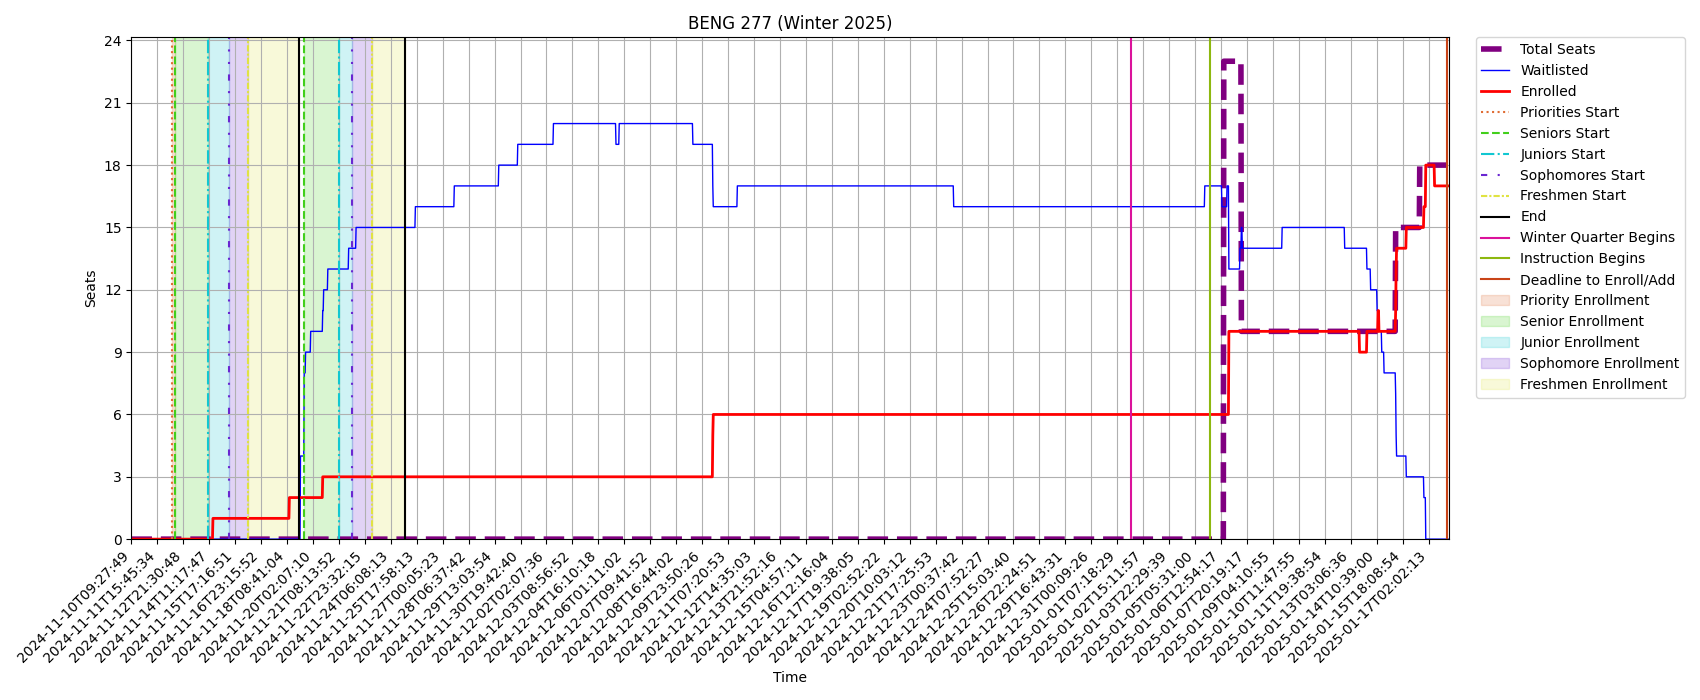 BENG 277 (Winter 2025)
24
21
18
15
12
9
6
3
0
Seats
2024-11-10T09:27:49
2024-11-11T15:45:34
2024-11-12T21:30:48
2024-11-14T11:17:47
2024-11-15T17:16:51
2024-11-16T23:15:52
2024-11-18T08:41:04
2024-11-20T02:07:10
2024-11-21T08:13:52
2024-11-22T23:32:15
2024-11-24T06:08:13
2024-11-25T17:58:13
2024-11-27T00:05:23
2024-11-28T06:37:42
2024-11-29T13:03:54
2024-11-30T19:42:40
2024-12-02T02:07:36
2024-12-03T08:56:52
2024-12-04T16:10:18
2024-12-06T01:11:02
2024-12-07T09:41:52
2024-12-08T16:44:02
2024-12-09T23:50:26
2024-12-11T07:20:53
2024-12-12T14:35:03
2024-12-13T21:52:16
2024-12-15T04:57:11
2024-12-16T12:16:04
2024-12-17T19:38:05
2024-12-19T02:52:22
2024-12-20T10:03:12
2024-12-21T17:25:53
2024-12-23T00:37:42
2024-12-24T07:52:27
2024-12-25T15:03:40
2024-12-26T22:24:51
2024-12-29T16:43:31
2024-12-31T00:09:26
2025-01-01T07:18:29
2025-01-02T15:11:57
2025-01-03T22:29:39
2025-01-05T05:31:00
2025-01-06T12:54:17
2025-01-07T20:19:17
2025-01-09T04:10:55
2025-01-10T11:47:55
2025-01-11T19:38:54
2025-01-13T03:06:36
2025-01-14T10:39:00
2025-01-15T18:08:54
2025-01-17T02:02:13
Time
Total Seats
Waitlisted
Enrolled
Priorities Start
Seniors Start
Juniors Start
Sophomores Start
Freshmen Start
End
Winter Quarter Begins
Instruction Begins
Deadline to Enroll/Add
Priority Enrollment
Senior Enrollment
Junior Enrollment
Sophomore Enrollment
Freshmen Enrollment